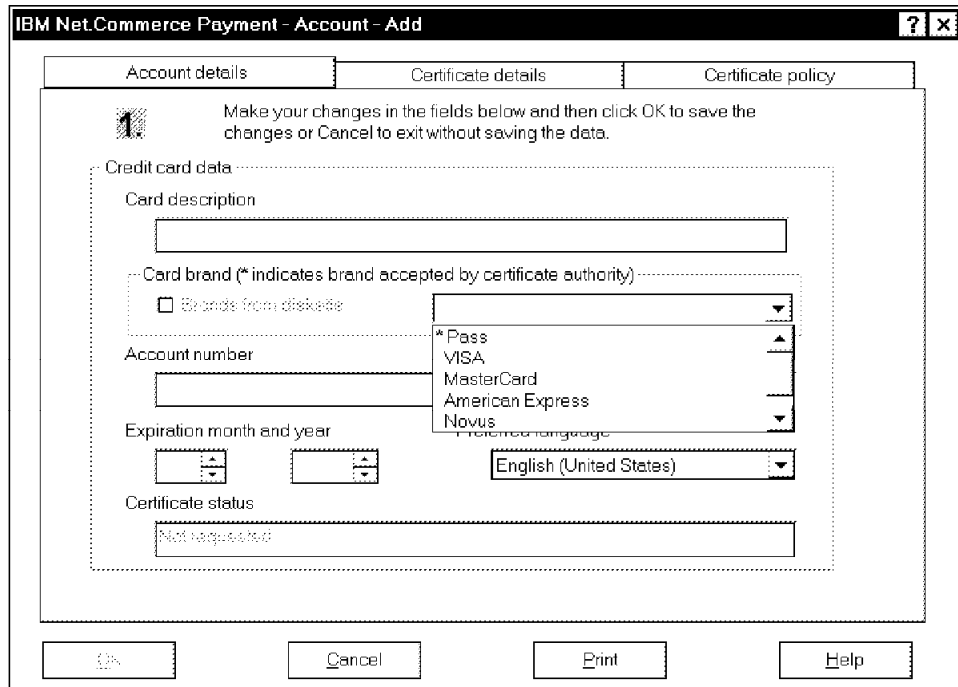 IBM Net.Commerce Payment - Account - Add
? ×
Account details
Certificate details
Certificate policy
1.
Make your changes in the fields below and then click OK to save the
changes or Cancel to exit without saving the data.
Credit card data
Card description
Card brand (* indicates brand accepted by certificate authority)
Brands from diskette
* Pass
VISA
MasterCard
American Express
Novus
Account number
Expiration month and year
Preferred language
English (United States)
Certificate status
Not requested
OK
Cancel
Print
Help